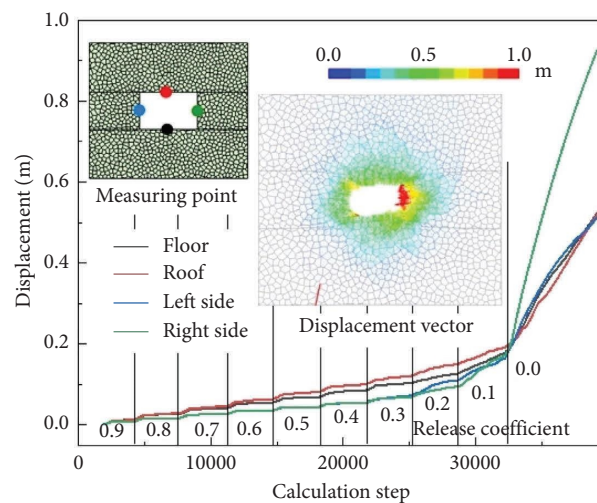 1.0
0.8
0.6
0.4
0.2
0.0
Displacement (m)
0.0 0.5 1.0
m
Measuring point
Floor
Roof
Left side
Right side
Displacement vector
0.9 0.8 0.7 0.6 0.5 0.4 0.3 0.2 0.1 0.0
Release coefficient
0 10000 20000 30000
Calculation step